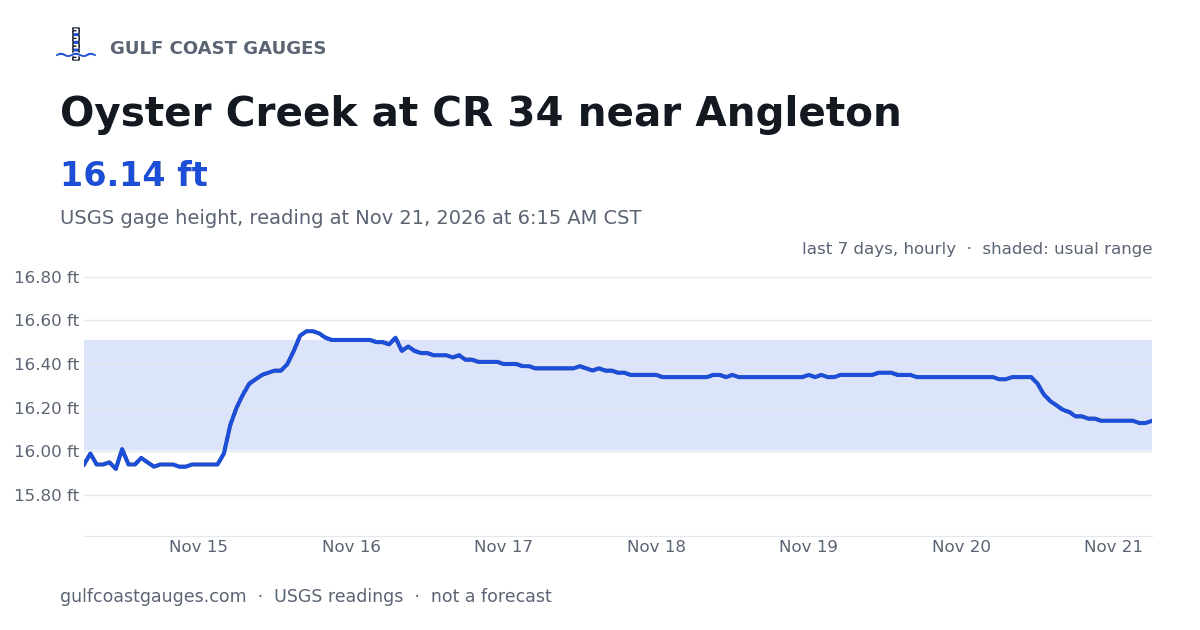 GULF COAST GAUGES
Oyster Creek at CR 34 near Angleton
16.14 ft
USGS gage height, reading at Nov 21, 2026 at 6:15 AM CST
last 7 days, hourly · shaded: usual range
16.80 ft
16.60 ft
16.40 ft
16.20 ft
16.00 ft
15.80 ft
Nov 15 Nov 16 Nov 17 Nov 18 Nov 19 Nov 20 Nov 21
gulfcoastgauges.com · USGS readings · not a forecast